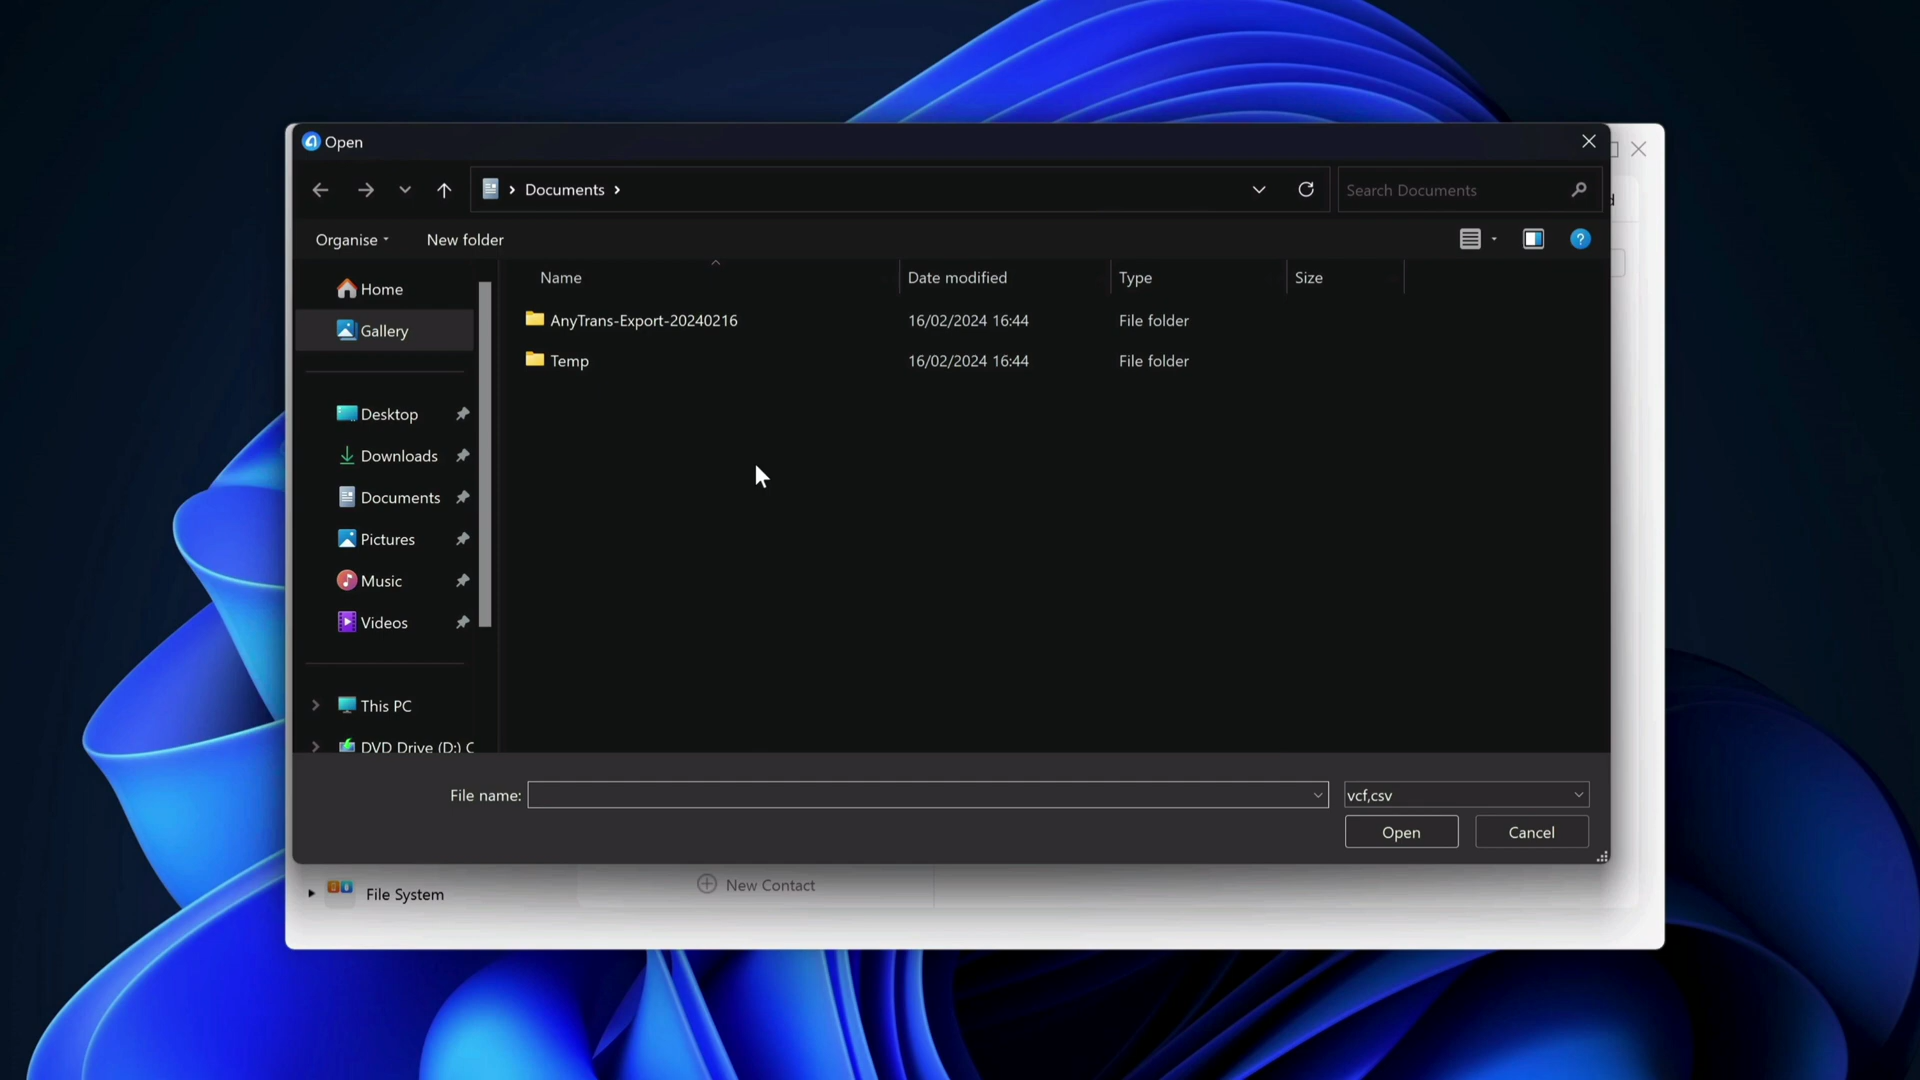 Open
Documents
Search Documents
Organise
New folder
Name
Date modified
Type
Size
Home
Gallery
AnyTrans-Export-20240216
16/02/2024 16:44
File folder
Temp
16/02/2024 16:44
File folder
Desktop
Downloads
Documents
Pictures
Music
Videos
This PC
DVD Drive (D:) C
File name:
vcf,csv
Open
Cancel
File System
New Contact